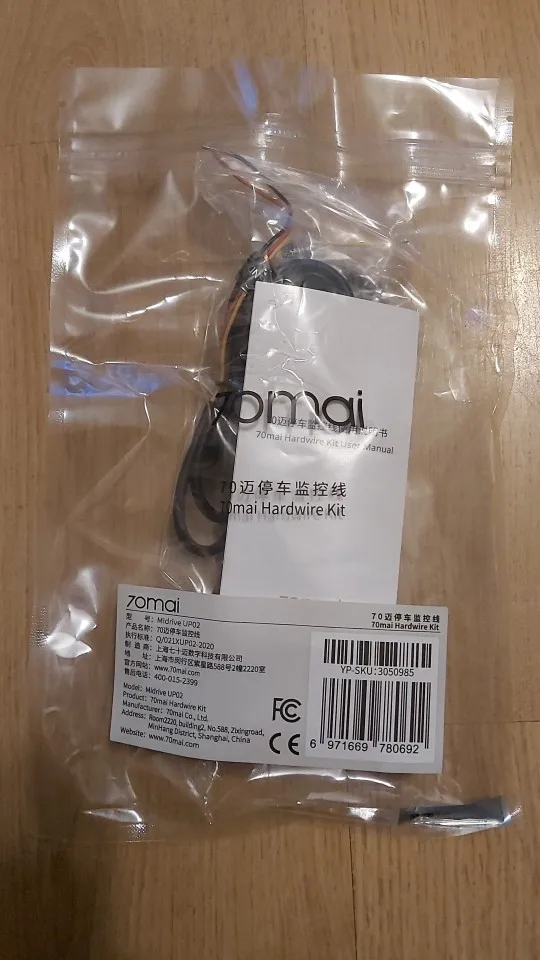 70mai
70迈停车监控线使用说明书
70mai Hardwire Kit User Manual
70迈停车监控线
70mai Hardwire Kit
70mai
型 号: Midrive UP02
产品名称: 70迈停车监控线
执行标准: Q/021LXUP02-2020
制 造 商: 上海七十迈数字科技有限公司
地 址: 上海市闵行区紫星路588号2幢2220室
官方网站: www.70mai.com
售后电话: 400-015-2399
Model: Midrive UP02
Product: 70mai Hardwire Kit
Manufacturer: 70mai Co., Ltd.
Address: Room2220, building2, No.588, Zixingroad,
MinHang District, Shanghai, China
Website: www.70mai.com
FC
CE
70迈停车监控线
70mai Hardwire Kit
YP-SKU:3050985
6 971669 780692